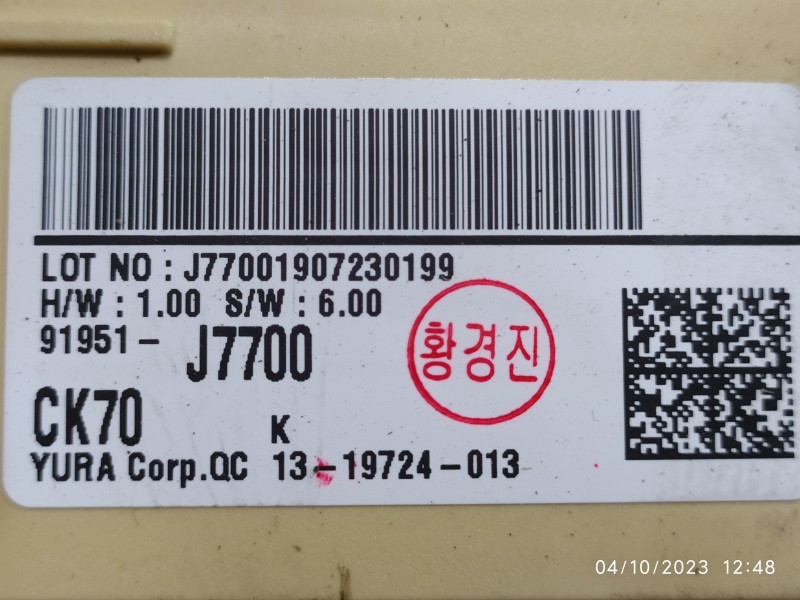 LOT NO : J77001907230199
H/W : 1.00 S/W : 6.00
91951- J7700
황경진
CK70 K
YURA Corp.QC 13-19724-013
04/10/2023 12:48